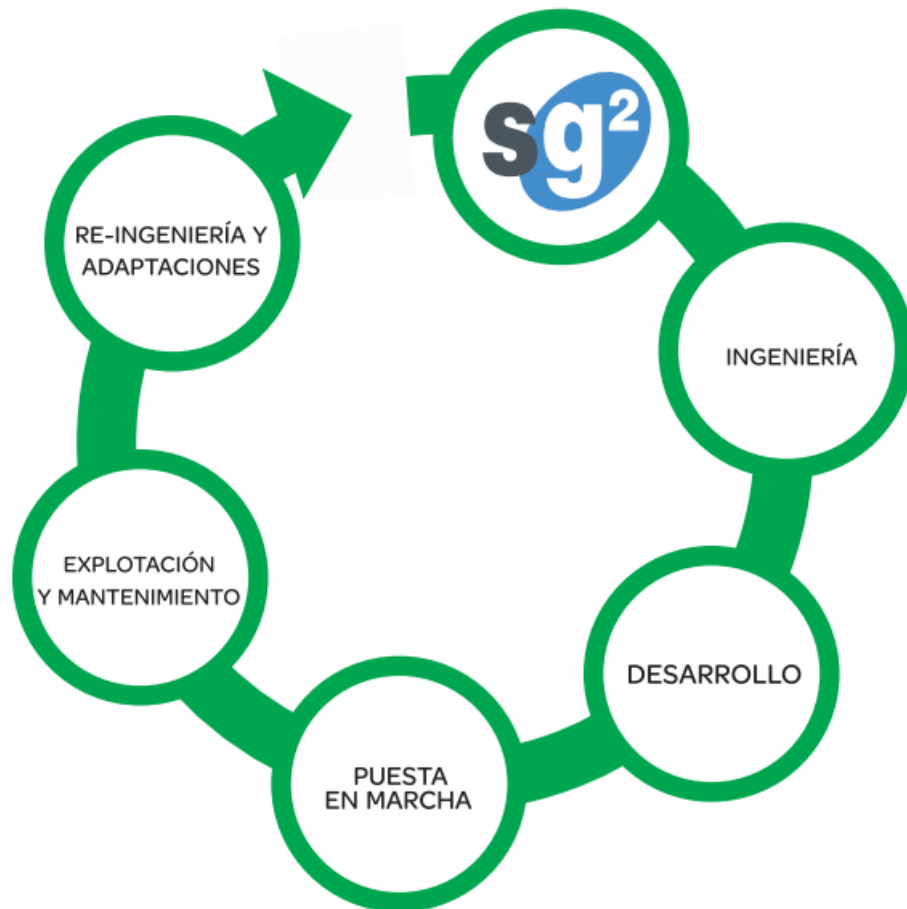 sg²
INGENIERÍA
DESARROLLO
PUESTA
EN MARCHA
EXPLOTACIÓN
Y MANTENIMIENTO
RE-INGENIERÍA Y
ADAPTACIONES